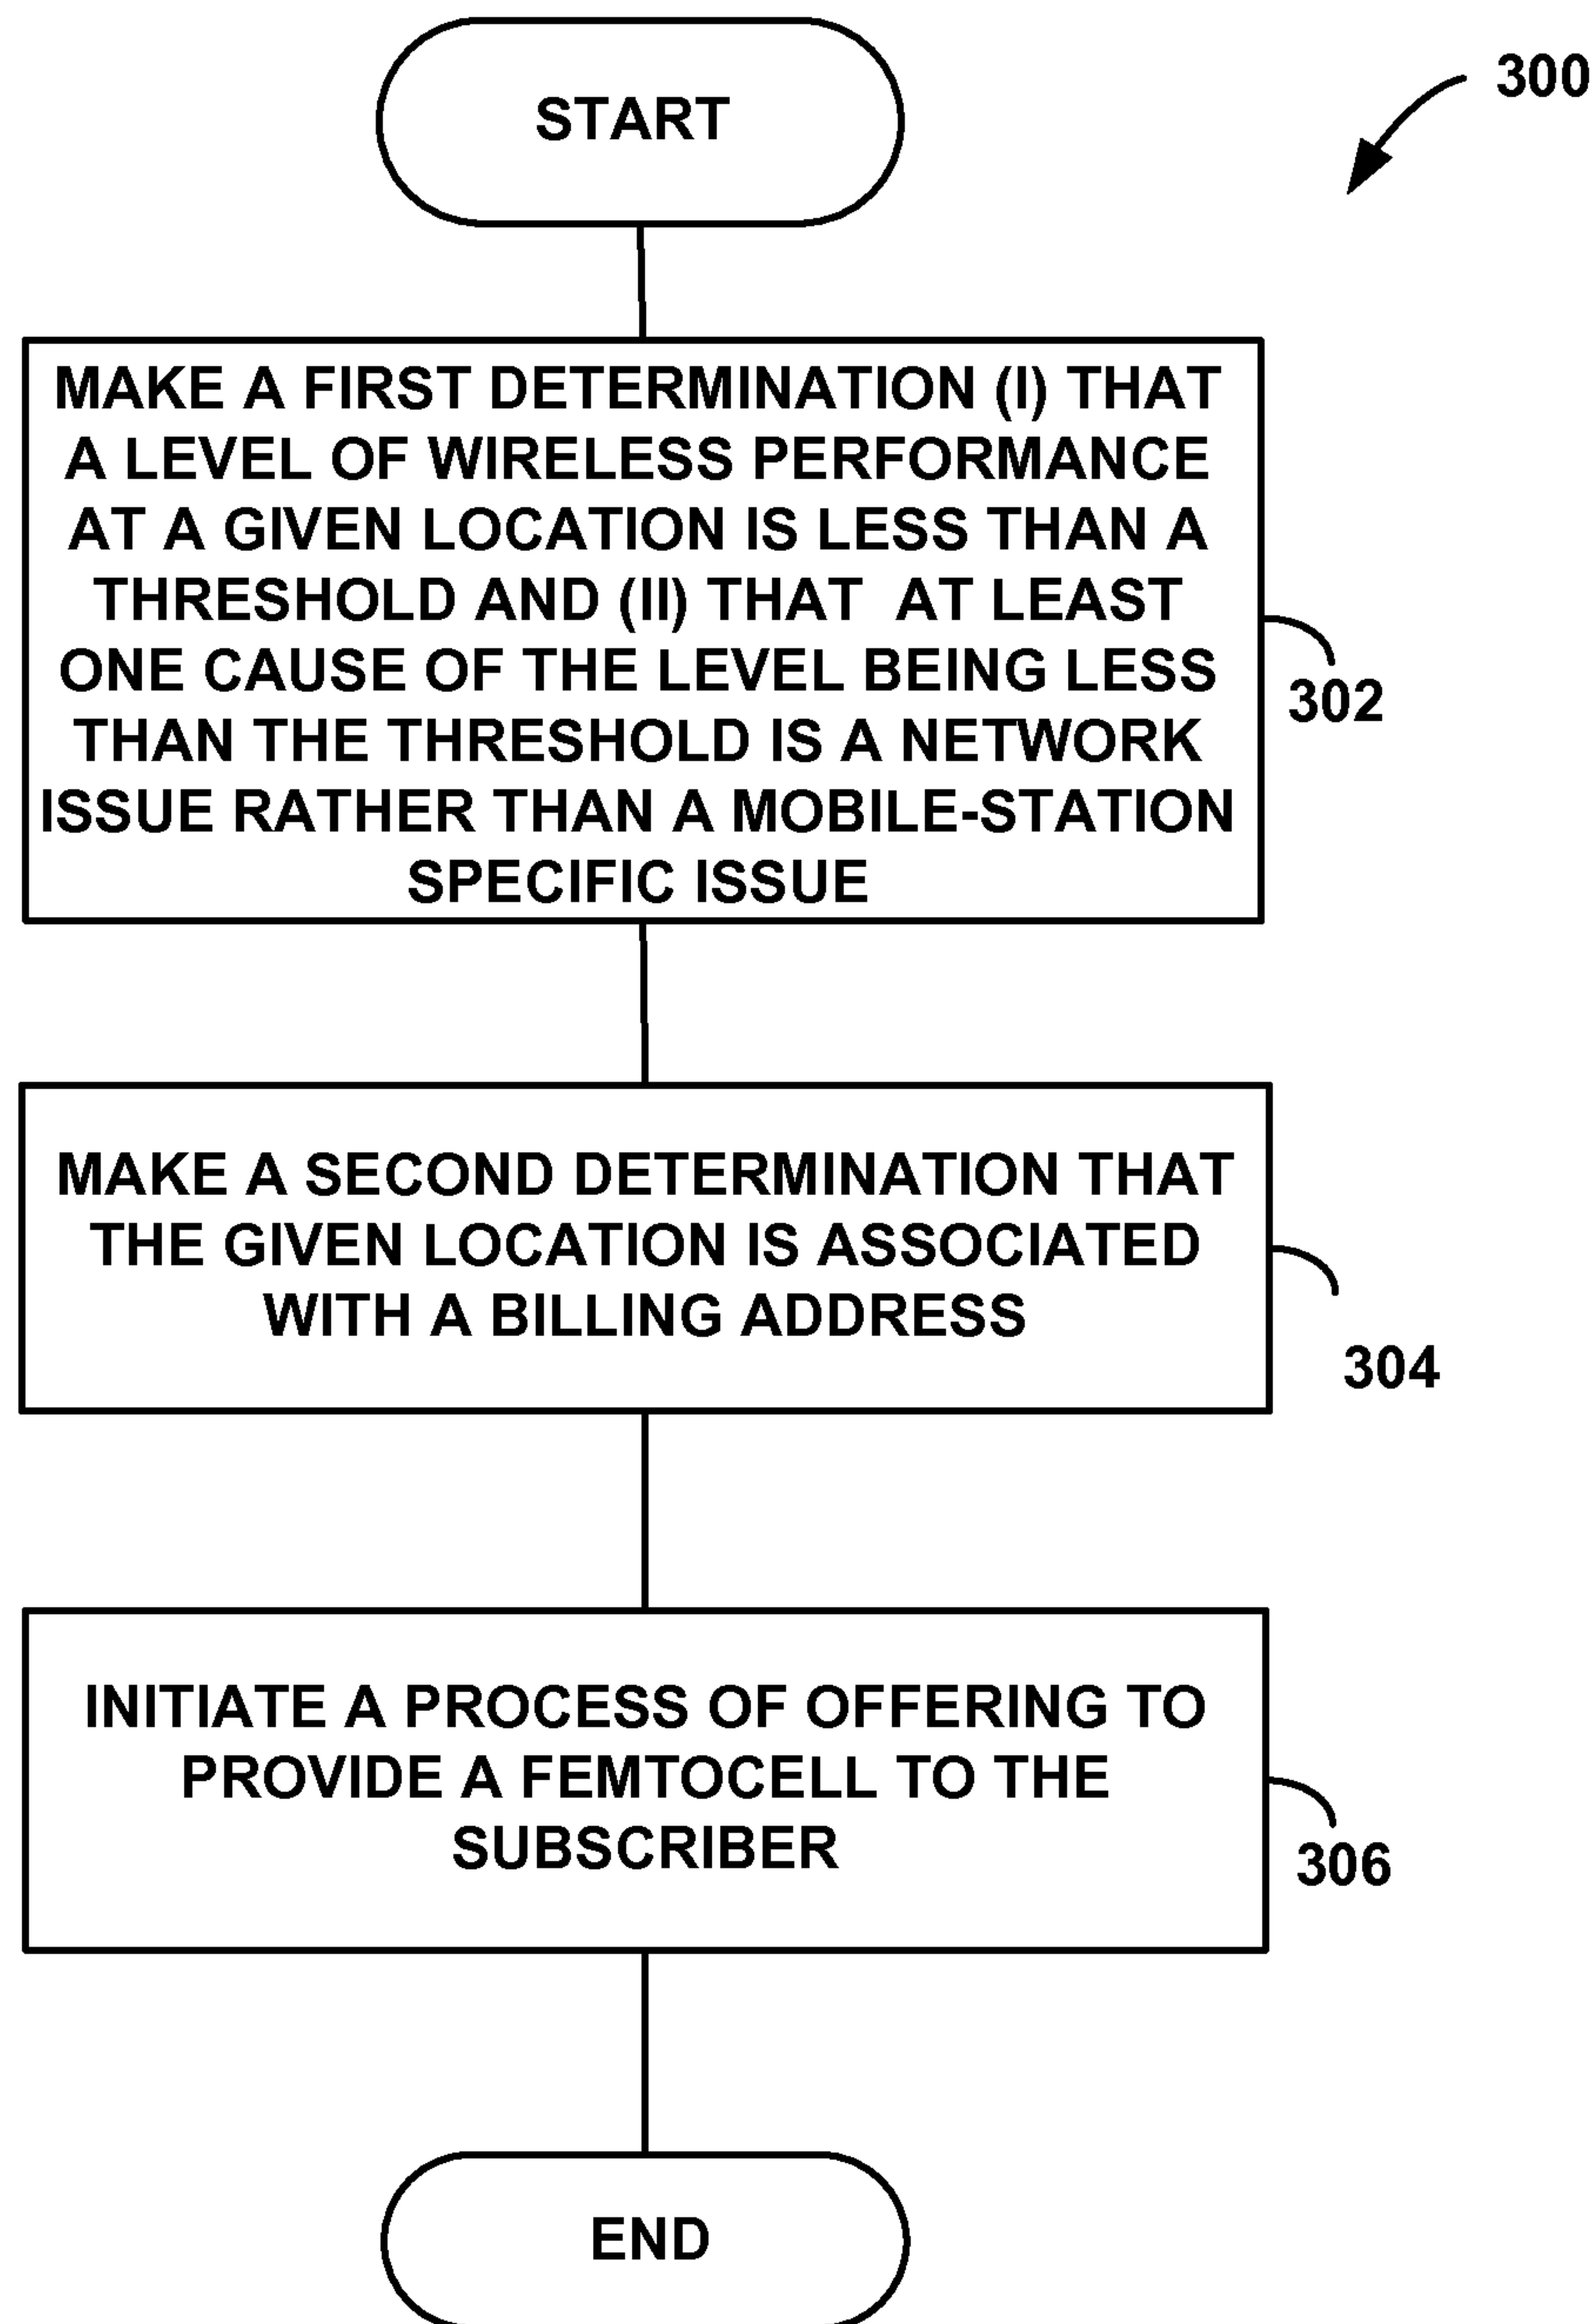 START
300
MAKE A FIRST DETERMINATION (I) THAT
A LEVEL OF WIRELESS PERFORMANCE
AT A GIVEN LOCATION IS LESS THAN A
THRESHOLD AND (II) THAT AT LEAST
ONE CAUSE OF THE LEVEL BEING LESS
THAN THE THRESHOLD IS A NETWORK
ISSUE RATHER THAN A MOBILE-STATION
SPECIFIC ISSUE
302
MAKE A SECOND DETERMINATION THAT
THE GIVEN LOCATION IS ASSOCIATED
WITH A BILLING ADDRESS
304
INITIATE A PROCESS OF OFFERING TO
PROVIDE A FEMTOCELL TO THE
SUBSCRIBER
306
END